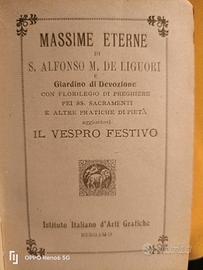 MASSIME ETERNE
DI
S. ALFONSO M. DE LIGUORI
E
Giardino di Devozione
CON FLORILEGIO DI PREGHIERE
PEI SS. SACRAMENTI
E ALTRE PRATICHE DI PIETÀ
aggiuntovi
IL VESPRO FESTIVO
Istituto Italiano d'Arti Grafiche
BERGAMO
OPPO Reno6 5G